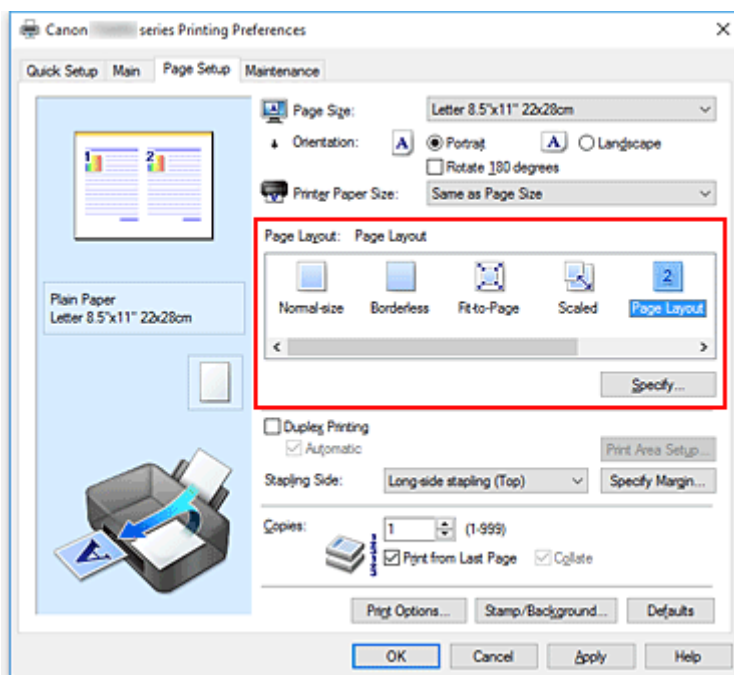 Canon series Printing Preferences
Quick Setup Main Page Setup Maintenance
1 2
Plain Paper
Letter 8.5"x11" 22x28cm
Page Size: Letter 8.5"x11" 22x28cm
Orientation: A Portrait A Landscape
Rotate 180 degrees
Printer Paper Size: Same as Page Size
Page Layout: Page Layout
2
Normal-size Borderless Fit-to-Page Scaled Page Layout
Specify...
Duplex Printing
Automatic Print Area Setup...
Stapling Side: Long-side stapling (Top) Specify Margin...
Copies: 1 (1-999)
Print from Last Page Collate
A
Print Options... Stamp/Background... Defaults
OK Cancel Apply Help